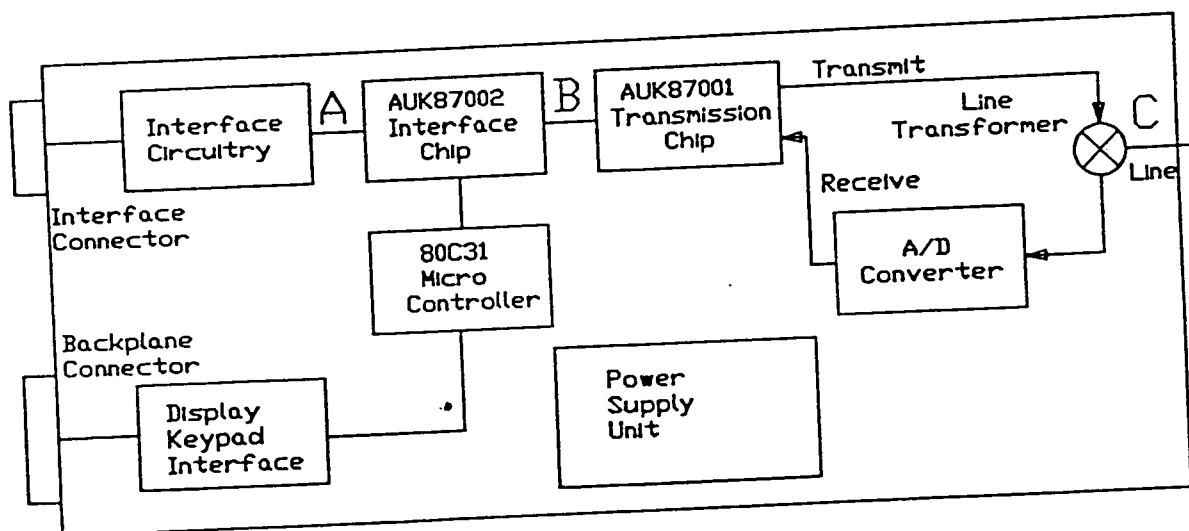 Interface
Circuitry
A
AUK87002
Interface
Chip
B
AUK87001
Transmission
Chip
Transmit
Line
Transformer
C
Line
Receive
A/D
Converter
Interface
Connector
80C31
Micro
Controller
Backplane
Connector
Display
Keypad
Interface
Power
Supply
Unit